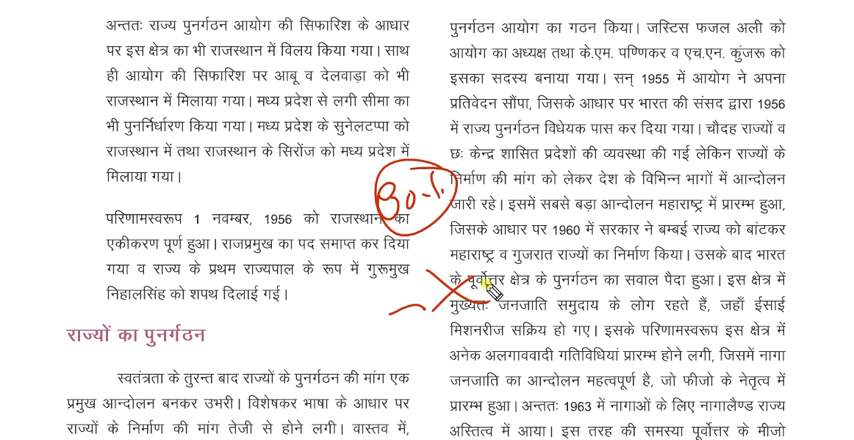 अन्ततः राज्य पुनर्गठन आयोग की सिफारिश के आधार
पर इस क्षेत्र का भी राजस्थान में विलय किया गया। साथ
ही आयोग की सिफारिश पर आबू व देलवाड़ा को भी
राजस्थान में मिलाया गया। मध्य प्रदेश से लगी सीमा का
भी पुनर्निर्धारण किया गया। मध्य प्रदेश के सुनेलटप्पा को
राजस्थान में तथा राजस्थान के सिरोंज को मध्य प्रदेश में
मिलाया गया।
परिणामस्वरूप 1 नवम्बर, 1956 को राजस्थान का
एकीकरण पूर्ण हुआ। राजप्रमुख का पद समाप्त कर दिया
गया व राज्य के प्रथम राज्यपाल के रूप में गुरूमुख
निहालसिंह को शपथ दिलाई गई।
राज्यों का पुनर्गठन
स्वतंत्रता के तुरन्त बाद राज्यों के पुनर्गठन की मांग एक
प्रमुख आन्दोलन बनकर उभरी। विशेषकर भाषा के आधार पर
राज्यों के निर्माण की मांग तेजी से होने लगी। वास्तव में,
पुनर्गठन आयोग का गठन किया। जस्टिस फजल अली को
आयोग का अध्यक्ष तथा के.एम. पण्णिकर व एच.एन. कुंजरू को
इसका सदस्य बनाया गया। सन् 1955 में आयोग ने अपना
प्रतिवेदन सौंपा, जिसके आधार पर भारत की संसद द्वारा 1956
में राज्य पुनर्गठन विधेयक पास कर दिया गया। चौदह राज्यों व
छः केन्द्र शासित प्रदेशों की व्यवस्था की गई लेकिन राज्यों के
निर्माण की मांग को लेकर देश के विभिन्न भागों में आन्दोलन
जारी रहे। इसमें सबसे बड़ा आन्दोलन महाराष्ट्र में प्रारम्भ हुआ,
जिसके आधार पर 1960 में सरकार ने बम्बई राज्य को बांटकर
महाराष्ट्र व गुजरात राज्यों का निर्माण किया। उसके बाद भारत
के पूर्वोत्तर क्षेत्र के पुनर्गठन का सवाल पैदा हुआ। इस क्षेत्र में
मुख्यतः जनजाति समुदाय के लोग रहते हैं, जहाँ ईसाई
मिशनरीज सक्रिय हो गए। इसके परिणामस्वरूप इस क्षेत्र में
अनेक अलगाववादी गतिविधियां प्रारम्भ होने लगी, जिसमें नागा
जनजाति का आन्दोलन महत्वपूर्ण है, जो फीजो के नेतृत्व में
प्रारम्भ हुआ। अन्ततः 1963 में नागाओं के लिए नागालैण्ड राज्य
अस्तित्व में आया। इस तरह की समस्या पूर्वोत्तर के मीजो